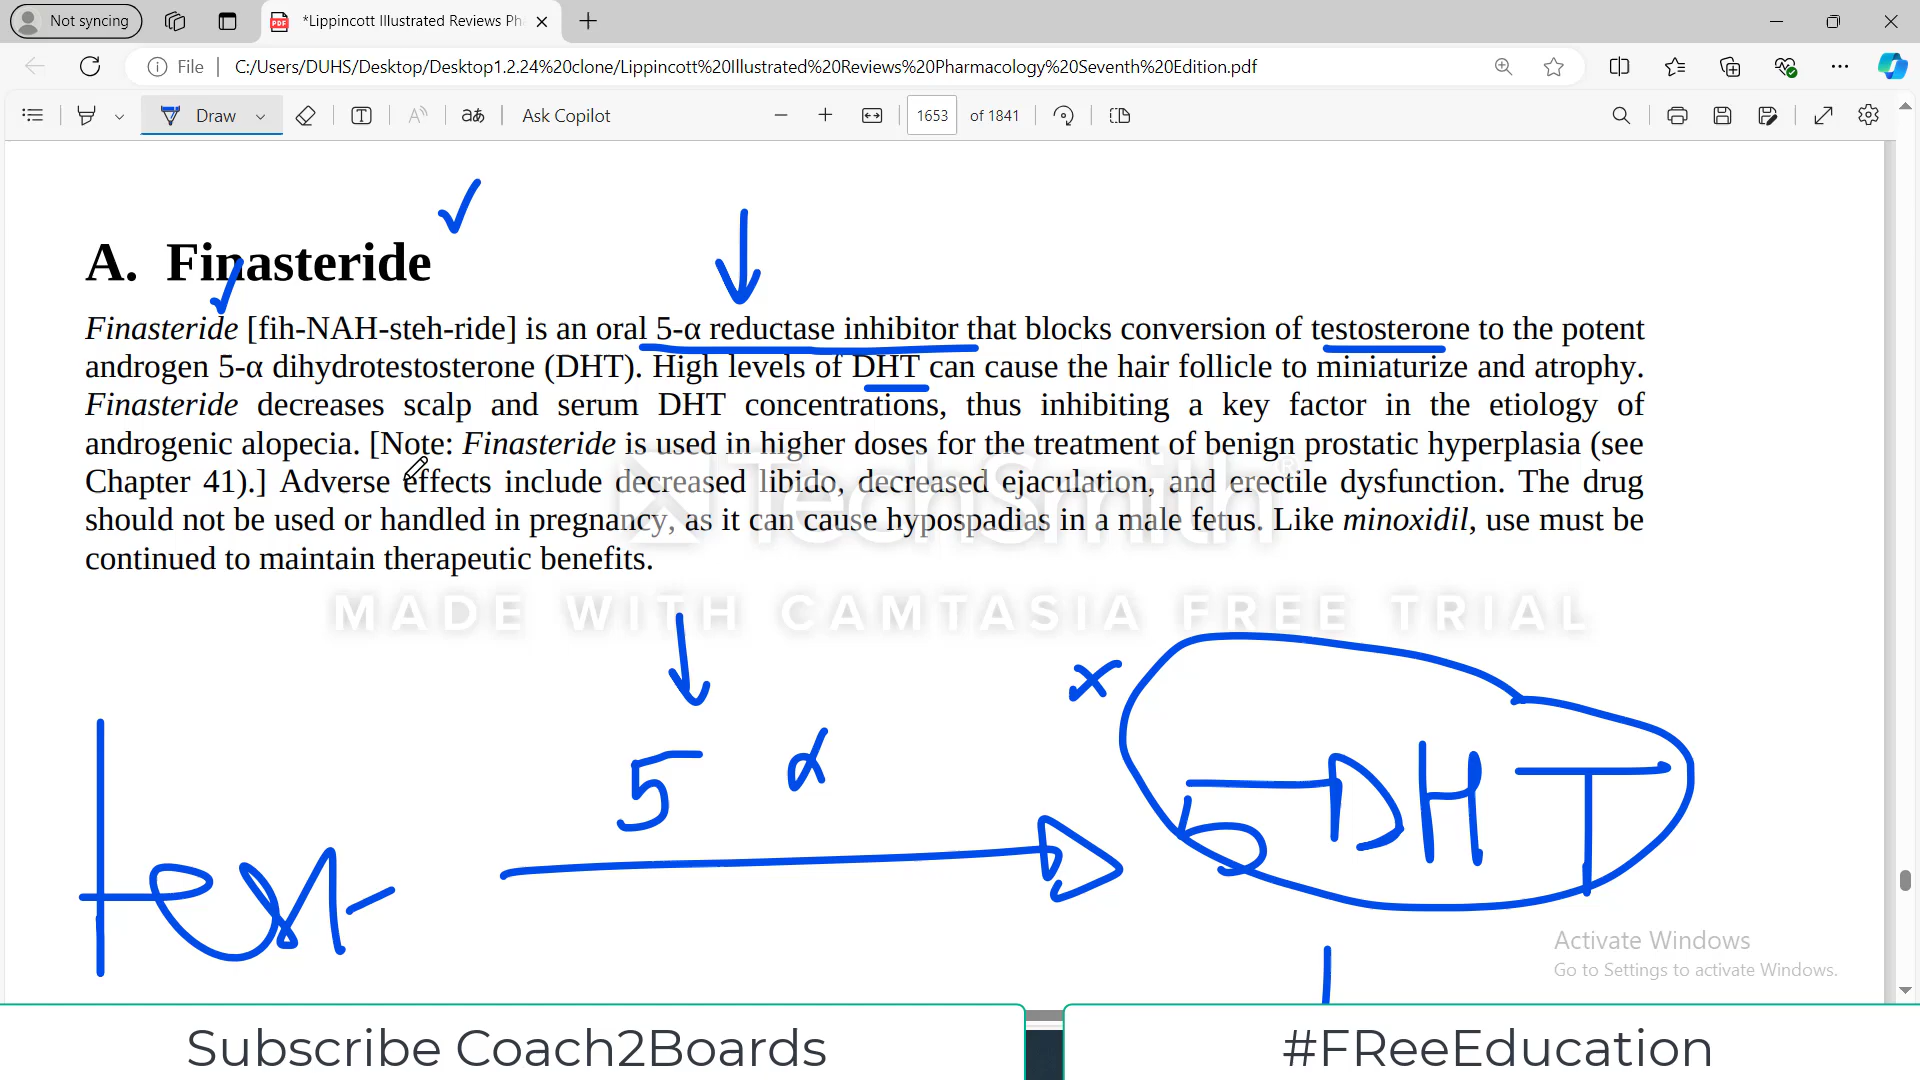 Not syncing
*Lippincott Illustrated Reviews Ph
File
C:/Users/DUHS/Desktop/Desktop1.2.24%20clone/Lippincott%20Illustrated%20Reviews%20Pharmacology%20Seventh%20Edition.pdf
Draw
T
aあ
Ask Copilot
1653 of 1841
A. Finasteride
Finasteride [fih-NAH-steh-ride] is an oral 5-α reductase inhibitor that blocks conversion of testosterone to the potent
androgen 5-α dihydrotestosterone (DHT). High levels of DHT can cause the hair follicle to miniaturize and atrophy.
Finasteride decreases scalp and serum DHT concentrations, thus inhibiting a key factor in the etiology of
androgenic alopecia. [Note: Finasteride is used in higher doses for the treatment of benign prostatic hyperplasia (see
Chapter 41).] Adverse effects include decreased libido, decreased ejaculation, and erectile dysfunction. The drug
should not be used or handled in pregnancy, as it can cause hypospadias in a male fetus. Like minoxidil, use must be
continued to maintain therapeutic benefits.
TechSmith®
MADE WITH CAMTASIA FREE TRIAL
5 α
5 DHT
Activate Windows
Go to Settings to activate Windows.
Subscribe Coach2Boards
#FReeEducation